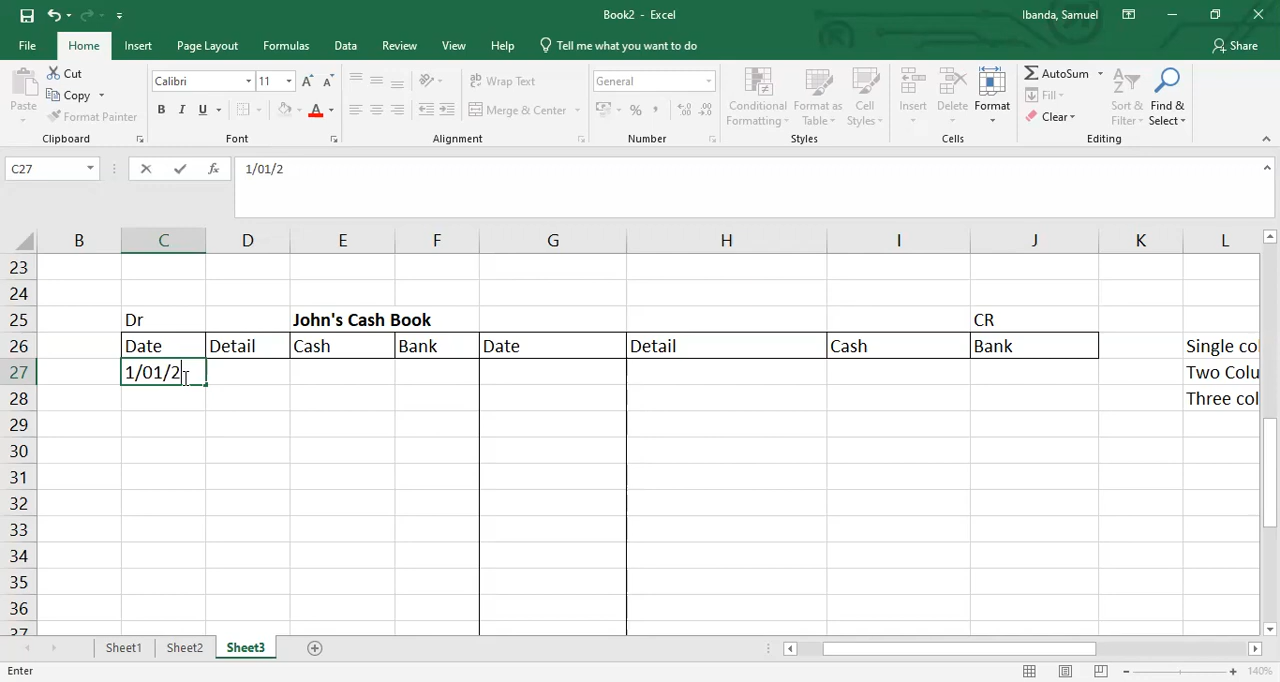 Book2 - Excel
Ibanda, Samuel
File Home Insert Page Layout Formulas Data Review View Help Tell me what you want to do Share
Paste
Cut
Copy
Format Painter
Clipboard
Calibri 11
B I U
Font
Wrap Text
Merge & Center
Alignment
General
%
Number
Conditional Formatting
Format as Table
Cell Styles
Styles
Insert
Delete
Format
Cells
AutoSum
Fill
Clear
Sort & Filter
Find & Select
Editing
C27 fx 1/01/2
B C D E F G H I J K L
23
24
25 Dr John's Cash Book CR
26 Date Detail Cash Bank Date Detail Cash Bank Single col
27 1/01/2 Two Colu
28 Three col
29
30
31
32
33
34
35
36
37
Sheet1 Sheet2 Sheet3
Enter 140%